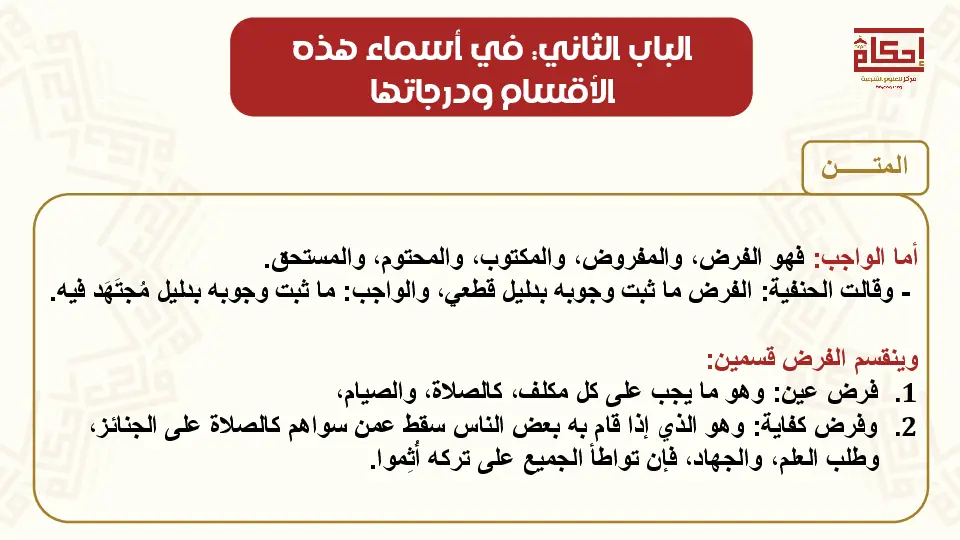 الباب الثاني: في أسماء هذه
الأقسام ودرجاتها
إحكام
مركز للعلوم الشرعية
المتـــــن
أما الواجب: فهو الفرض، والمفروض، والمكتوب، والمحتوم، والمستحق.
- وقالت الحنفية: الفرض ما ثبت وجوبه بدليل قطعي، والواجب: ما ثبت وجوبه بدليل مُجتَهَد فيه.
وينقسم الفرض قسمين:
1. فرض عين: وهو ما يجب على كل مكلف، كالصلاة، والصيام،
2. وفرض كفاية: وهو الذي إذا قام به بعض الناس سقط عمن سواهم كالصلاة على الجنائز،
وطلب العلم، والجهاد، فإن تواطأ الجميع على تركه أُثِموا.